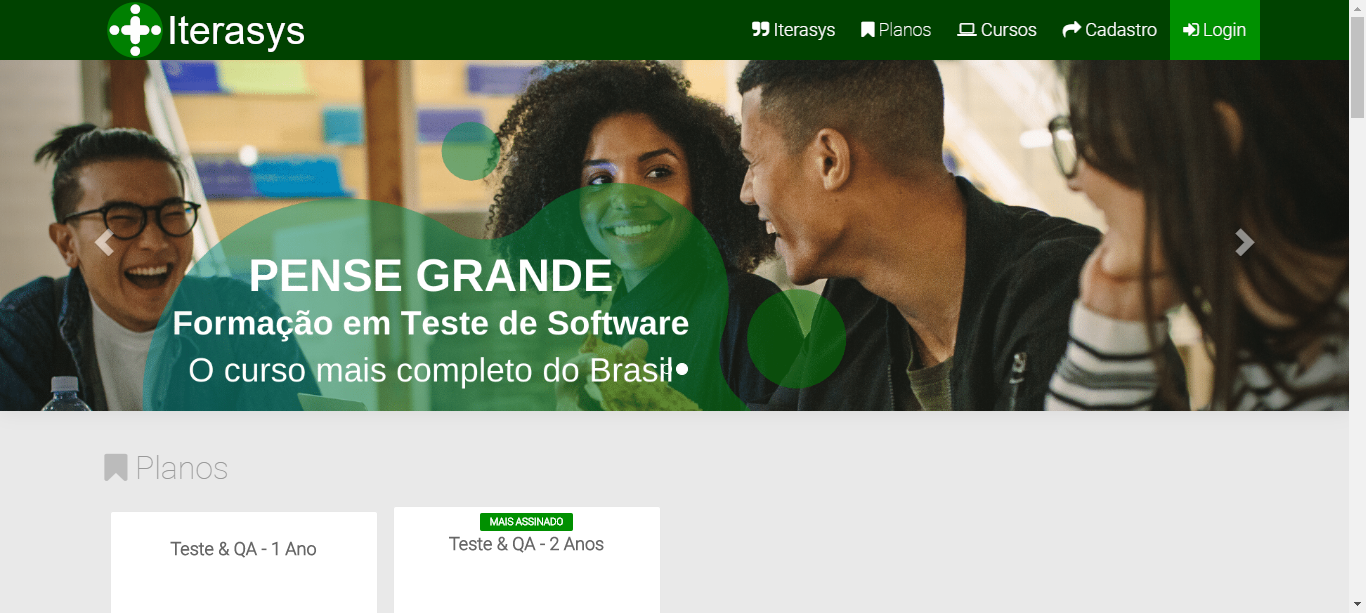 Iterasys
Iterasys Planos Cursos Cadastro Login
PENSE GRANDE
Formação em Teste de Software
O curso mais completo do Brasil
Planos
Teste & QA - 1 Ano
MAIS ASSINADO
Teste & QA - 2 Anos